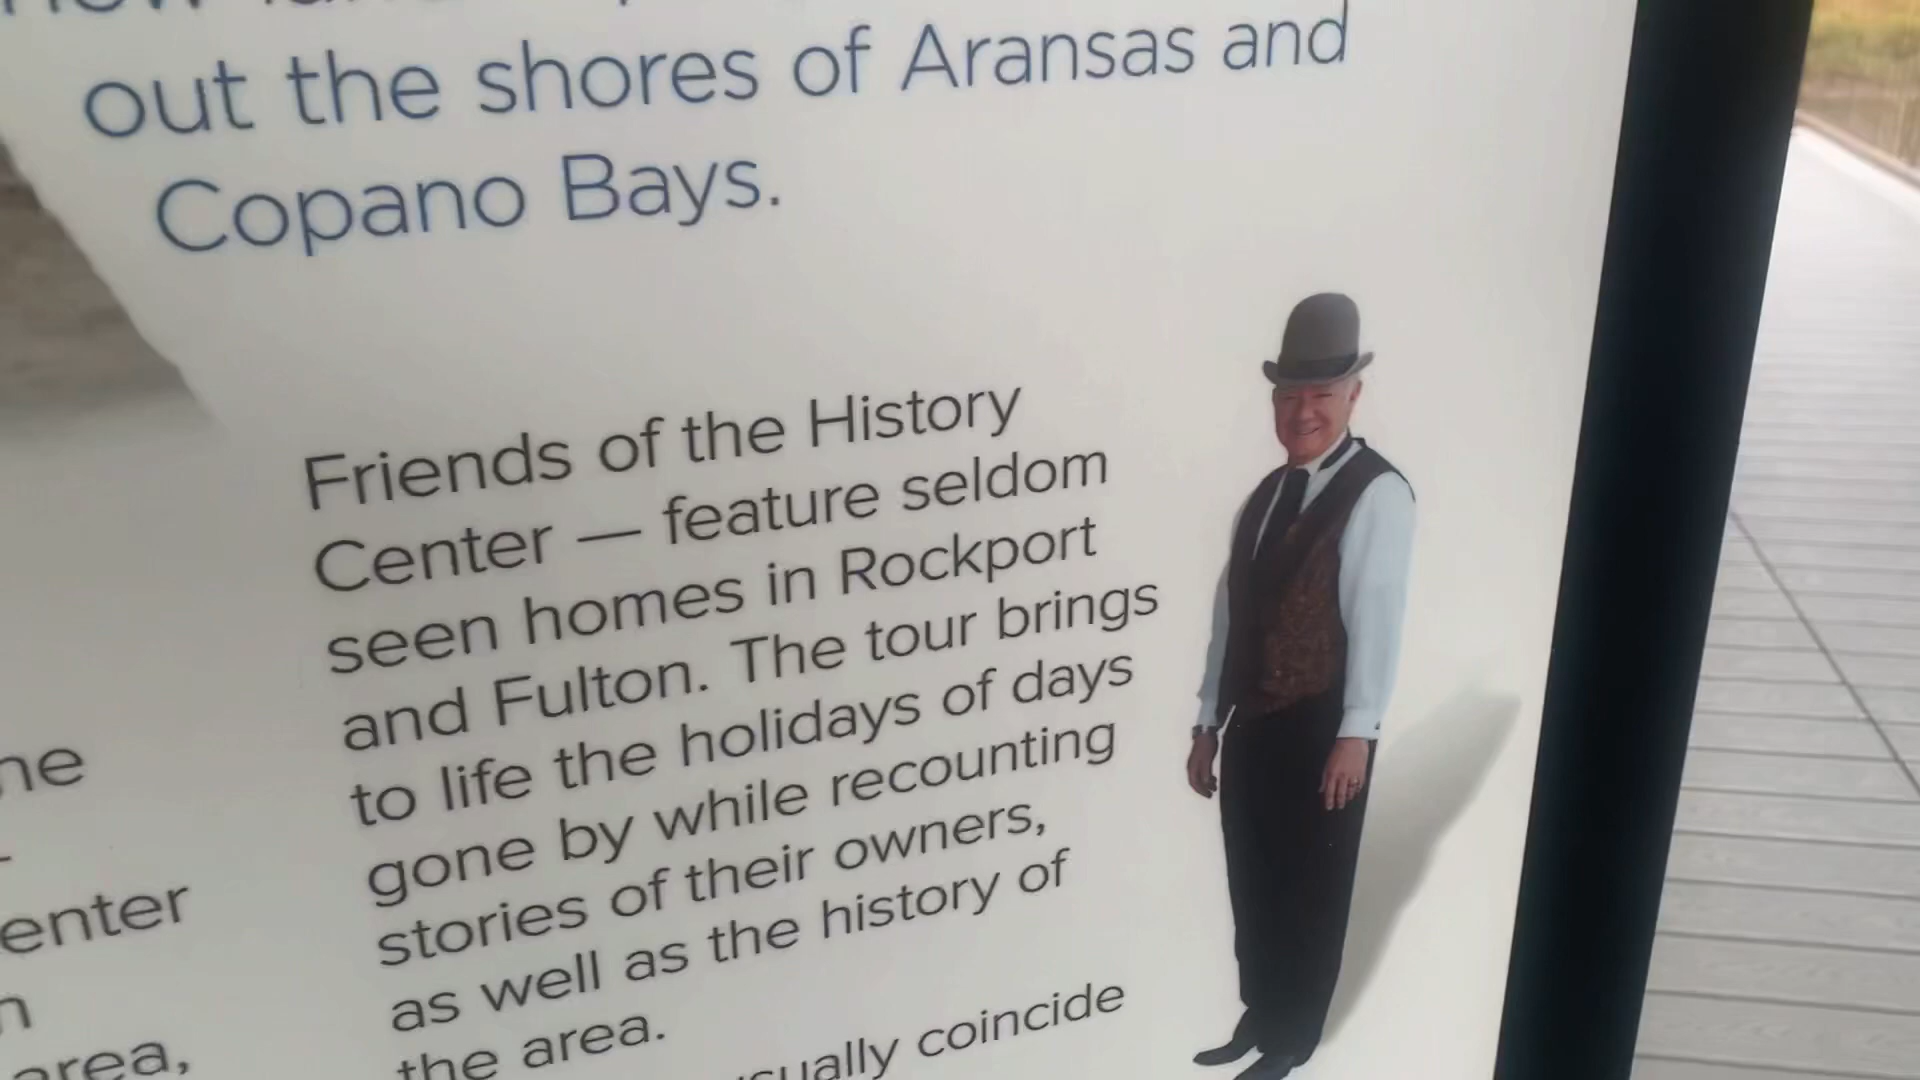 out the shores of Aransas and
Copano Bays.
Friends of the History
Center — feature seldom
seen homes in Rockport
and Fulton. The tour brings
to life the holidays of days
gone by while recounting
stories of their owners,
as well as the history of
the area.
coincide
enter
area,